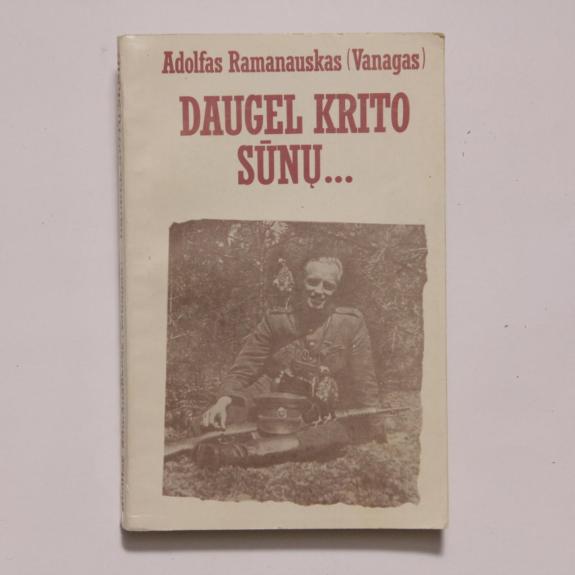 Adolfas Ramanauskas (Vanagas)
DAUGEL KRITO
SŪNŲ...